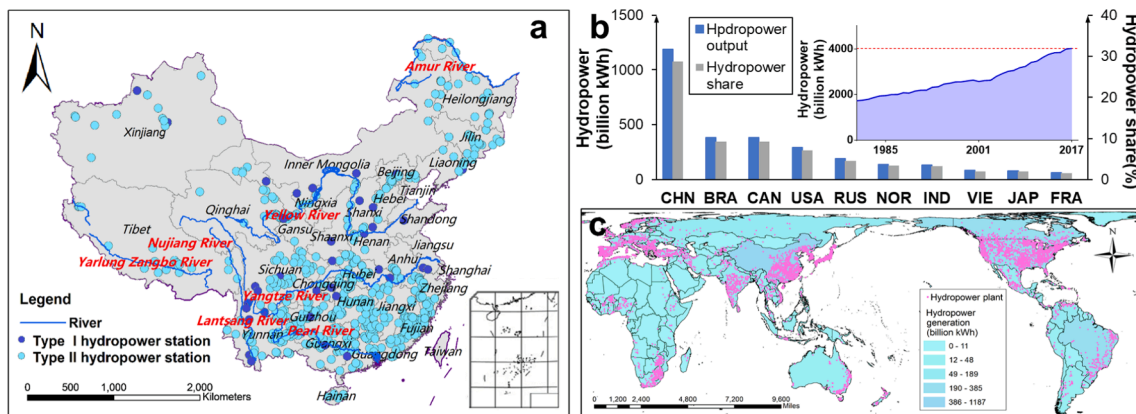 N
a
Amur River
Heilongjiang
Xinjiang
Jilin
Liaoning
Inner Mongolia
Beijing
Tianjin
Ningxia
Hebei
Shanxi
Yellow River
Shandong
Qinghai
Gansu
Tibet
Shaanxi
Henan
Jiangsu
Nujiang River
Anhui
Yarlung Zangbo River
Sichuan
Hubei
Shanghai
Chongqing
Zhejiang
Yangtze River
Hunan
Jiangxi
Lantsang River
Guizhou
Fujian
Yunnan
Pearl River
Guangxi
Guangdong
Taiwan
Hainan
Legend
River
Type I hydropower station
Type II hydropower station
0 500 1,000 2,000
Kilometers
b
Hydropower
(billion kWh)
1500
1000
500
0
Hpdropower
output
Hydropower
share
Hydropower
(billion kWh)
4000
2000
0
1985 2001 2017
40
30
20
10
0
Hydropower snare(%)
CHN BRA CAN USA RUS NOR IND VIE JAP FRA
c
N
Hydropower plant
Hydropower
generation
(billion kWh)
0 - 11
12 - 48
49 - 189
190 - 385
386 - 1187
0 1,200 2,400 4,800 7,200 9,600
Miles